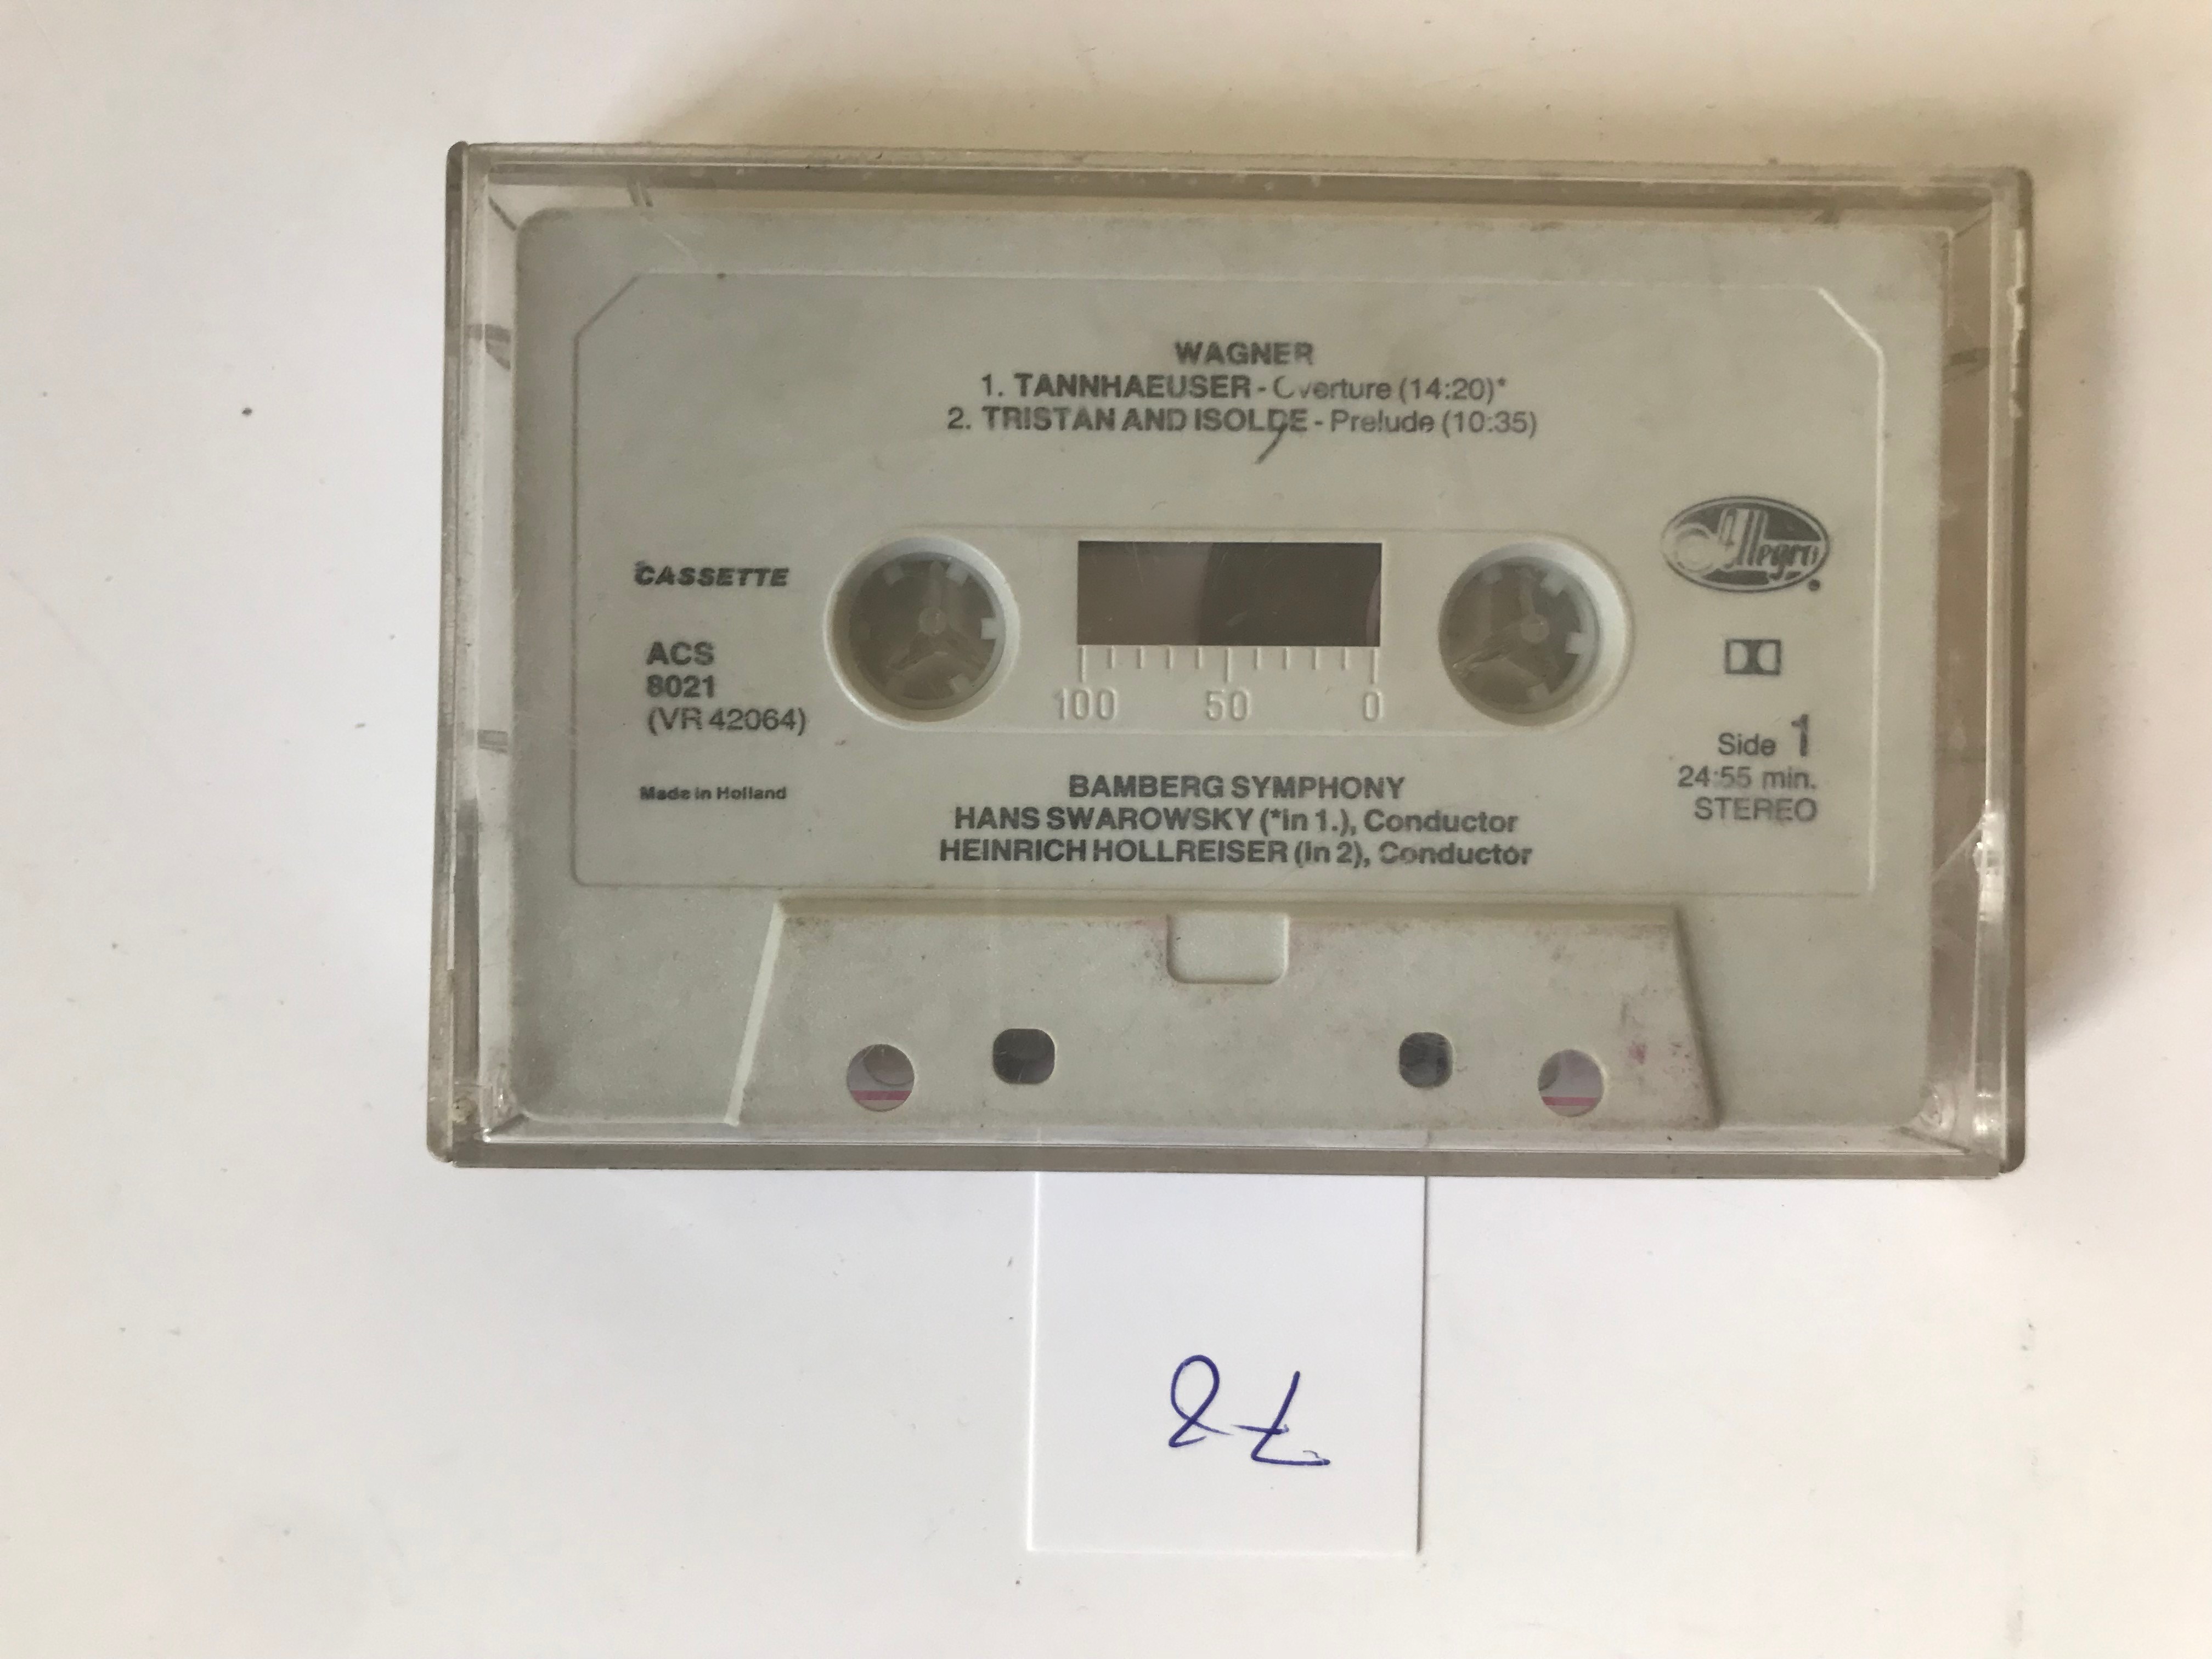 WAGNER
1. TANNHAEUSER - Overture (14:20)*
2. TRISTAN AND ISOLDE - Prelude (10:35)
CASSETTE
ACS
8021
(VR 42064)
Made in Holland
100 50 0
Allegro
Side 1
24:55 min.
STEREO
BAMBERG SYMPHONY
HANS SWAROWSKY (*in 1.), Conductor
HEINRICH HOLLREISER (in 2), Conductor
78